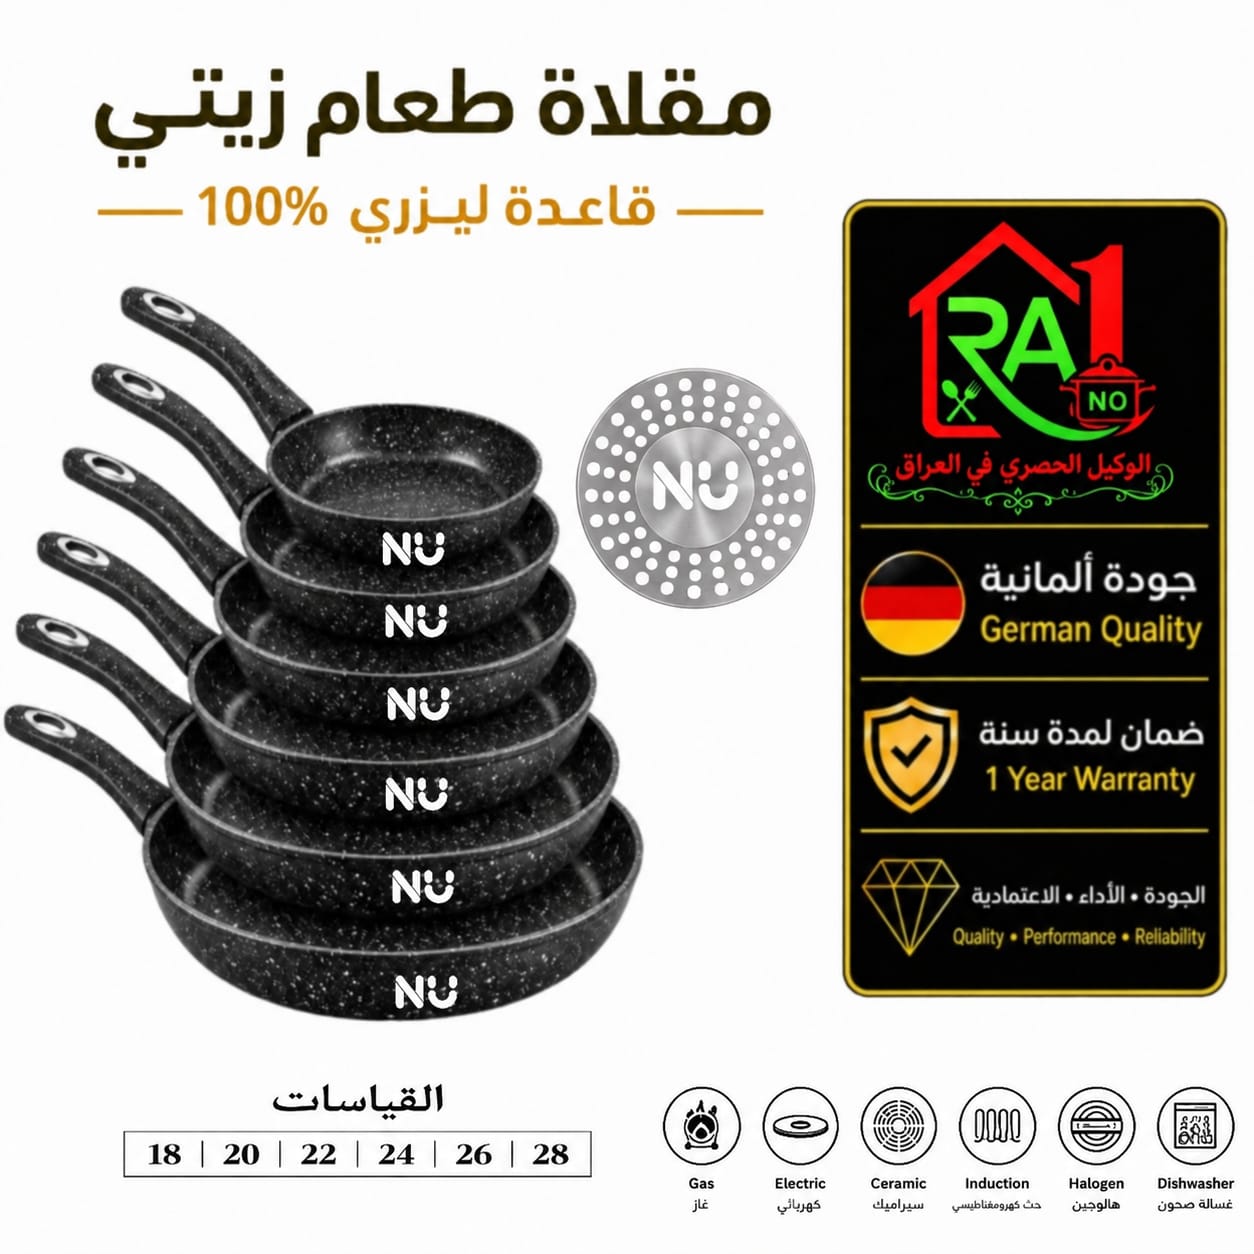 مقلاة طعام زيتي
قاعدة ليزري 100%
NU
NU
NU
NU
NU
NU
NU
RA1
NO
الوكيل الحصري في العراق
جودة ألمانية
German Quality
ضمان لمدة سنة
1 Year Warranty
الجودة • الأداء • الاعتمادية
Quality • Performance • Reliability
القياسات
18 | 20 | 22 | 24 | 26 | 28
Gas
غاز
Electric
كهربائي
Ceramic
سيراميك
Induction
حث كهرومغناطيسي
Halogen
هالوجين
Dishwasher
غسالة صحون